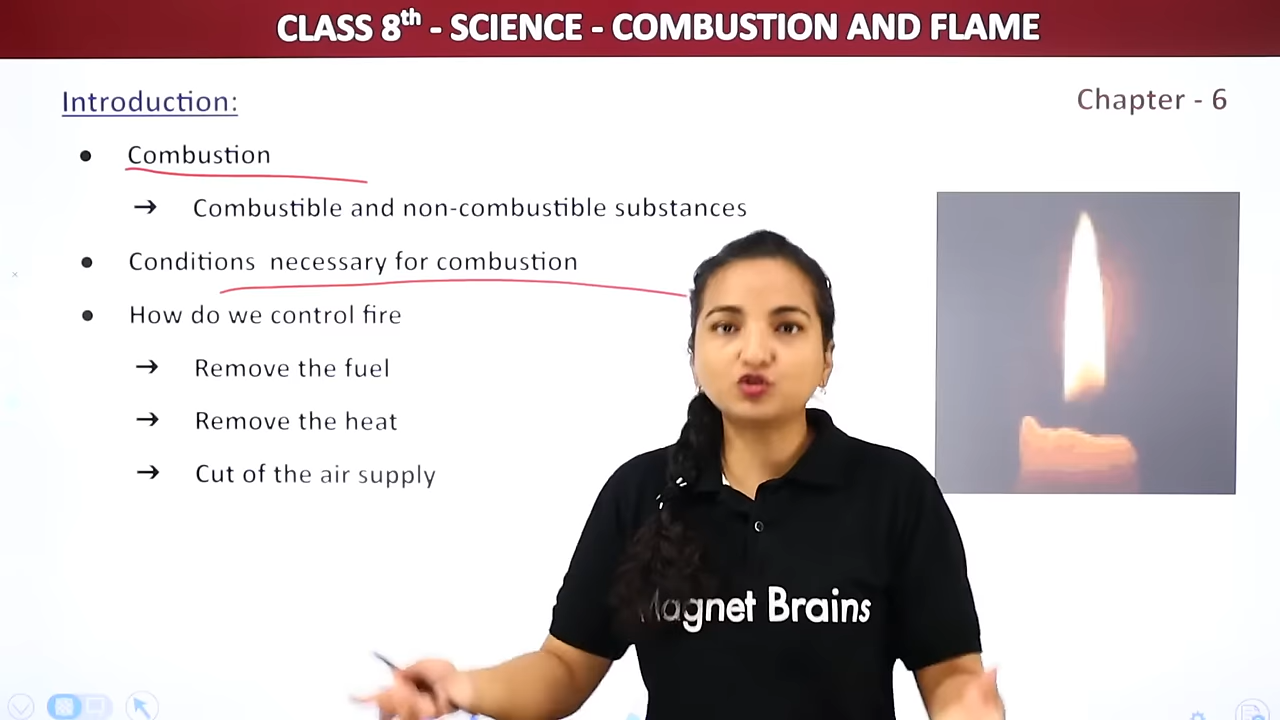 CLASS 8th - SCIENCE - COMBUSTION AND FLAME
Introduction:
Chapter - 6
● Combustion
→ Combustible and non-combustible substances
● Conditions necessary for combustion
● How do we control fire
→ Remove the fuel
→ Remove the heat
→ Cut of the air supply
Magnet Brains